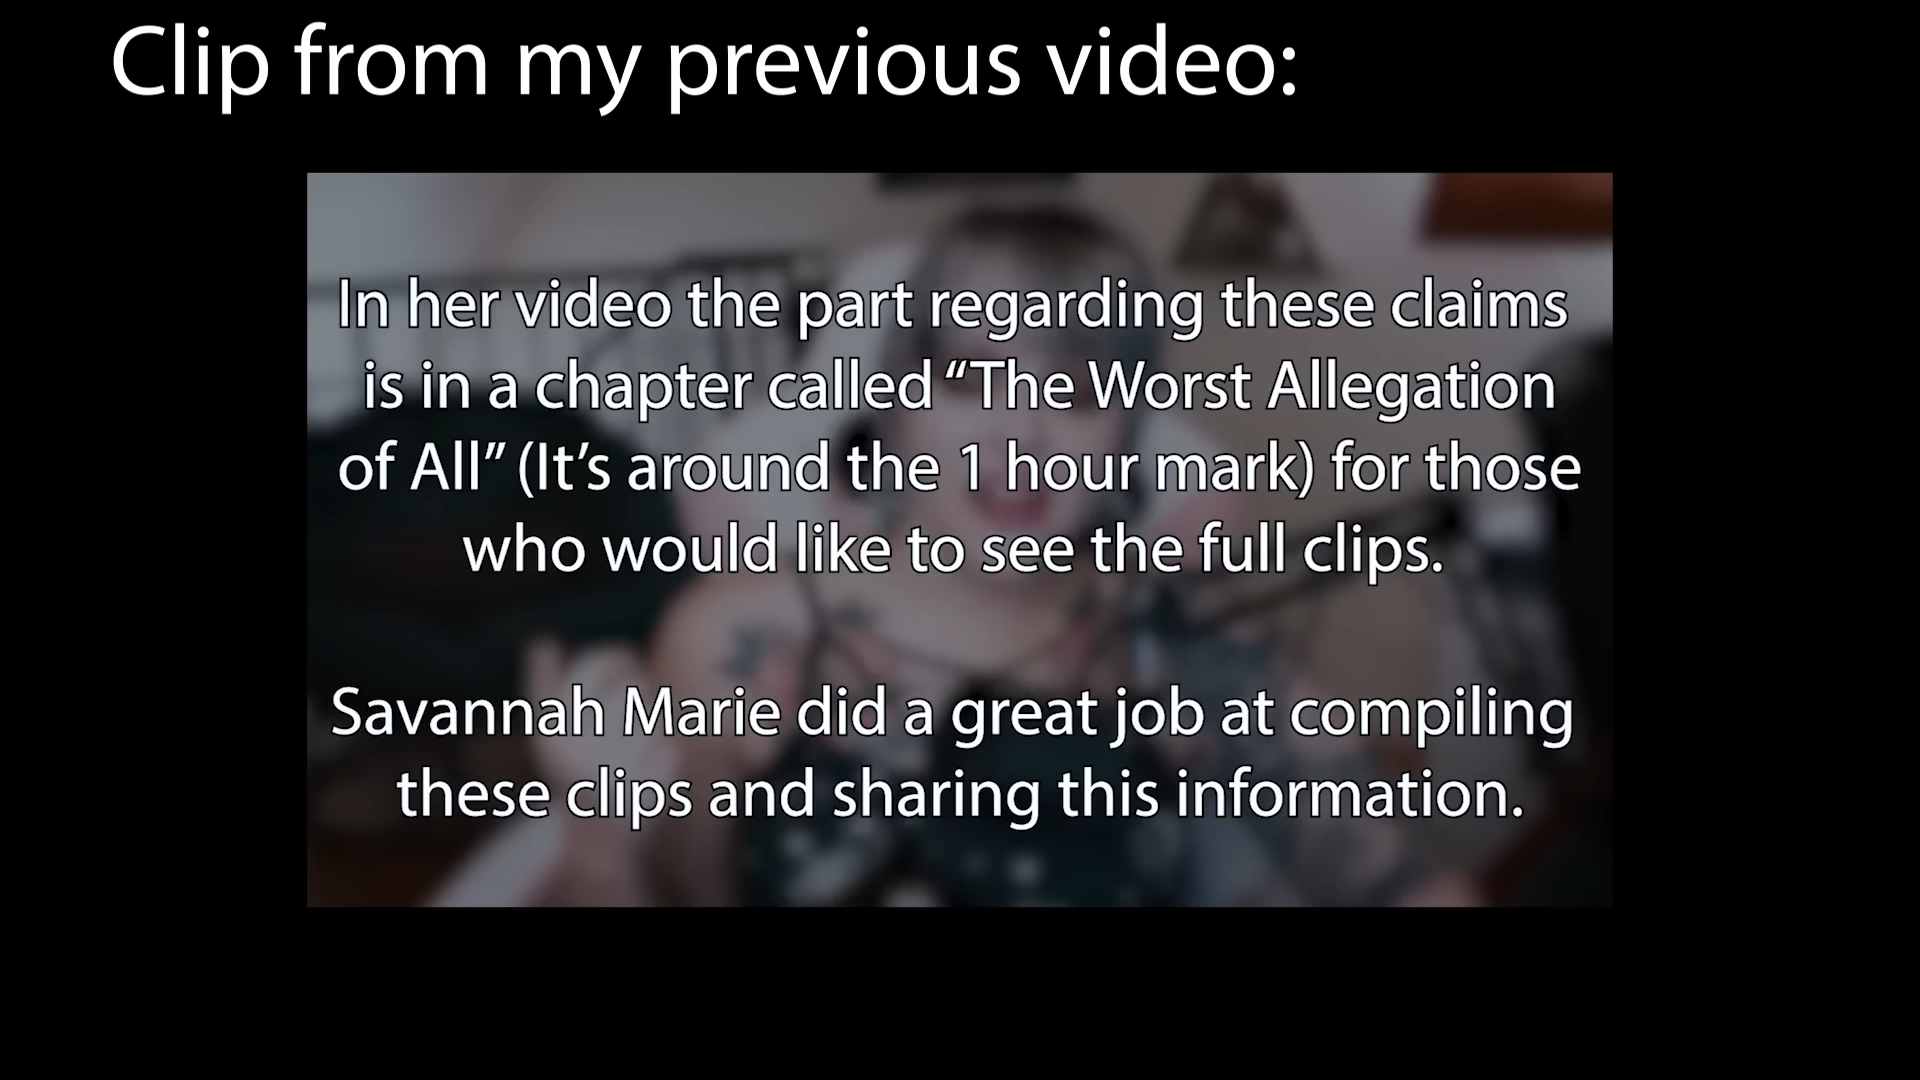 Clip from my previous video:
In her video the part regarding these claims
is in a chapter called “The Worst Allegation
of All” (It’s around the 1 hour mark) for those
who would like to see the full clips.
Savannah Marie did a great job at compiling
these clips and sharing this information.